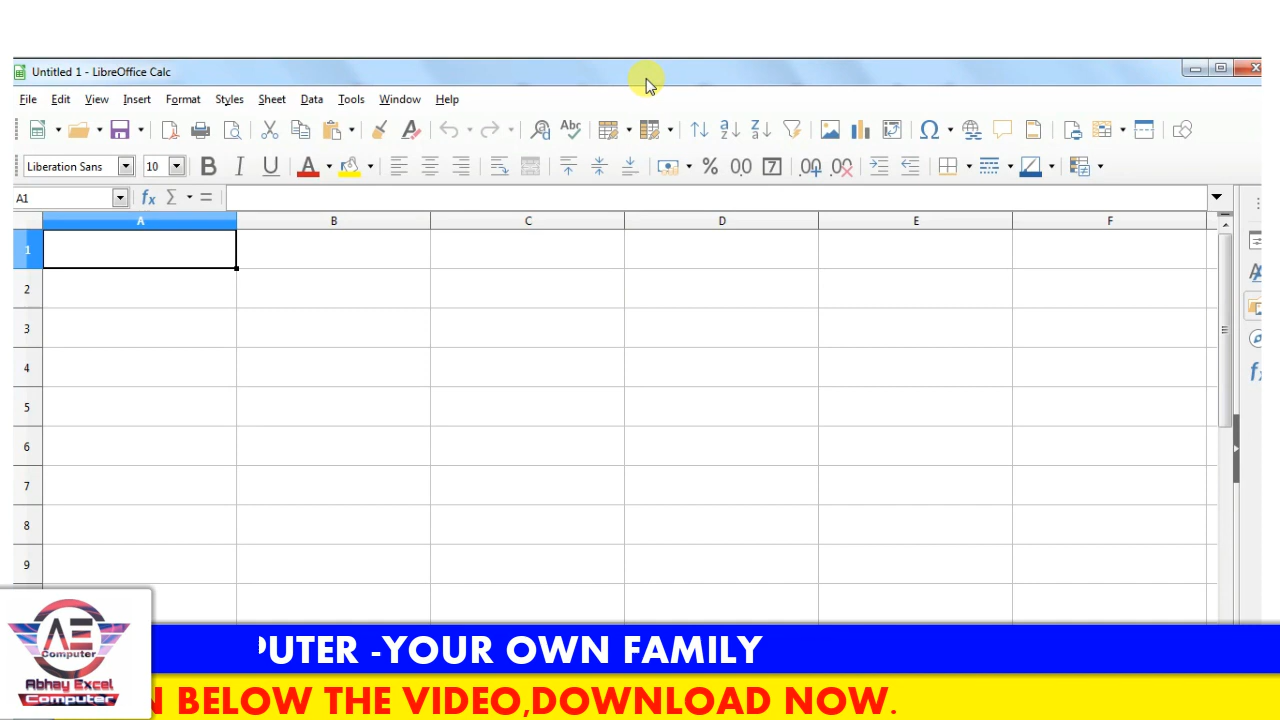 Untitled 1 - LibreOffice Calc
File Edit View Insert Format Styles Sheet Data Tools Window Help
Liberation Sans 10
A1
A B C D E F
1
2
3
4
5
6
7
8
9
AE
Computer
Abhay Excel
Computer
PUTER -YOUR OWN FAMILY
N BELOW THE VIDEO,DOWNLOAD NOW.